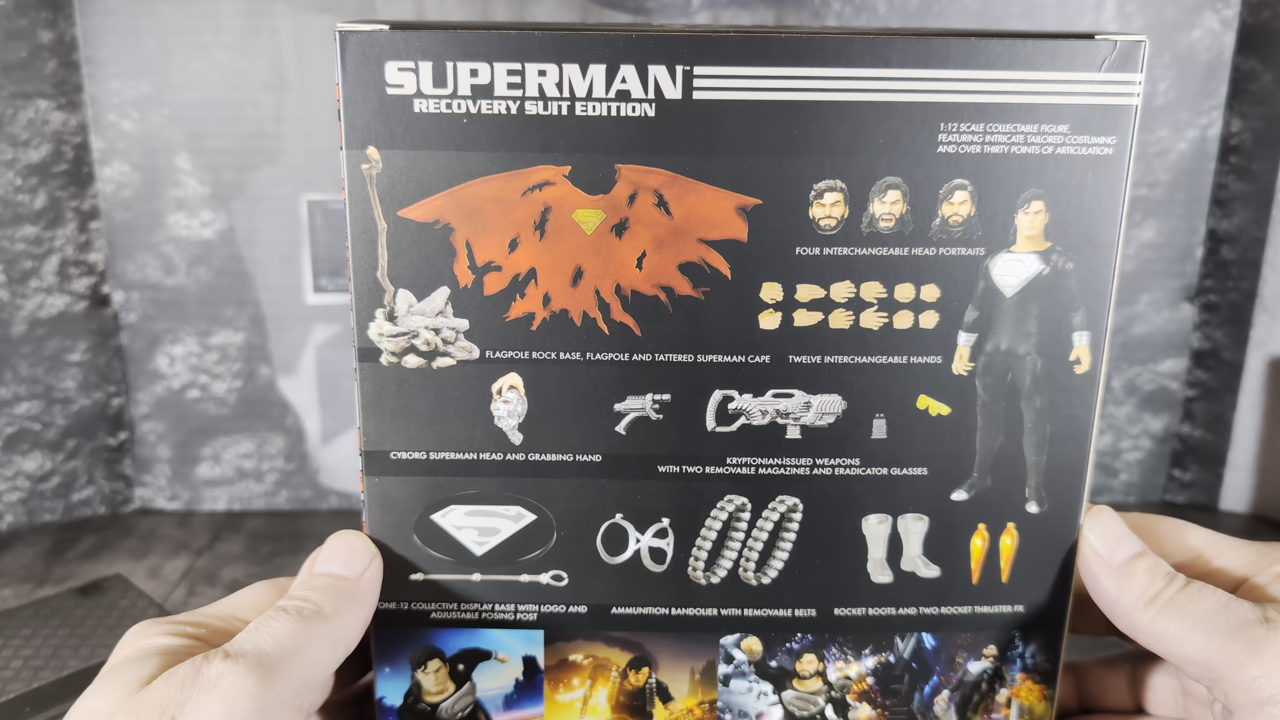 SUPERMAN™
RECOVERY SUIT EDITION
1:12 SCALE COLLECTABLE FIGURE,
FEATURING INTRICATE TAILORED COSTUMING
AND OVER THIRTY POINTS OF ARTICULATION
FOUR INTERCHANGEABLE HEAD PORTRAITS
FLAGPOLE ROCK BASE, FLAGPOLE AND TATTERED SUPERMAN CAPE
TWELVE INTERCHANGEABLE HANDS
CYBORG SUPERMAN HEAD AND GRABBING HAND
KRYPTONIAN-ISSUED WEAPONS
WITH TWO REMOVABLE MAGAZINES AND ERADICATOR GLASSES
ONE:12 COLLECTIVE DISPLAY BASE WITH LOGO AND
ADJUSTABLE POSING POST
AMMUNITION BANDOLIER WITH REMOVABLE BELTS
ROCKET BOOTS AND TWO ROCKET THRUSTER FX